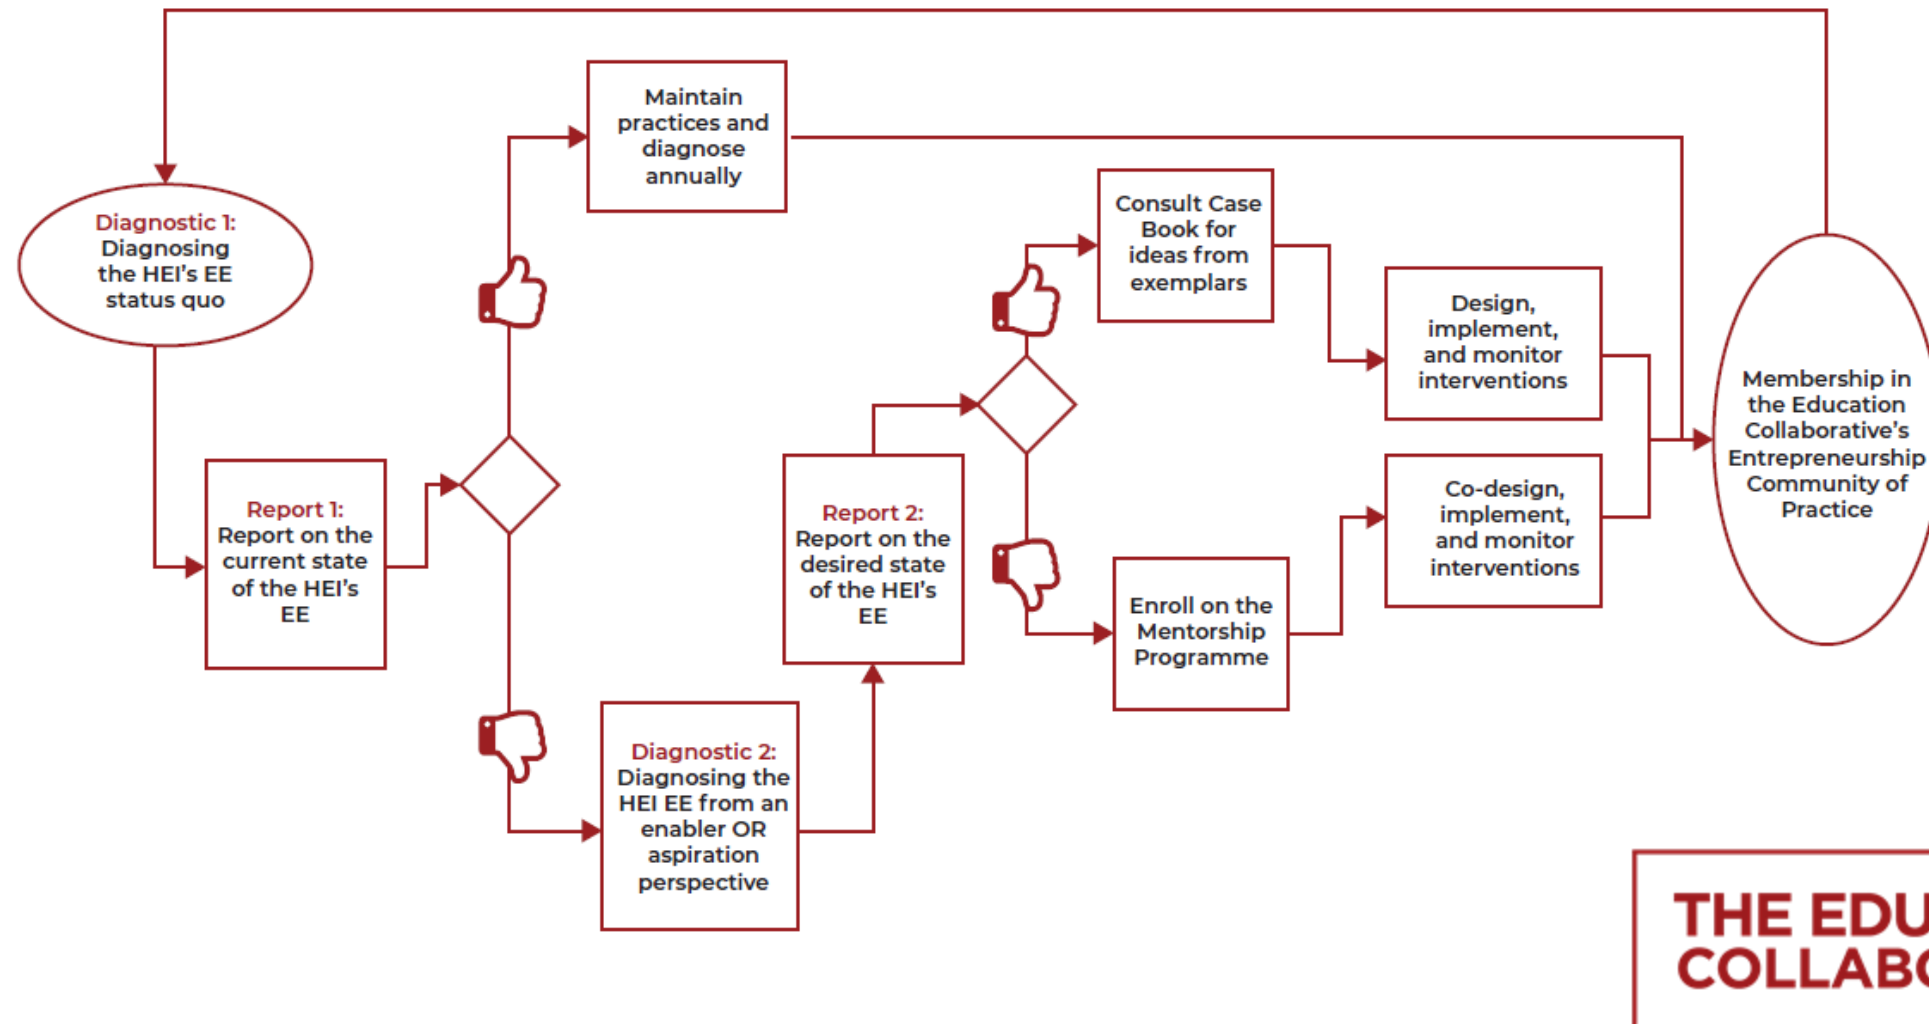 Diagnostic 1:
Diagnosing
the HEI's EE
status quo
Report 1:
Report on the
current state
of the HEI's
EE
Maintain
practices and
diagnose
annually
Diagnostic 2:
Diagnosing the
HEI EE from an
enabler OR
aspiration
perspective
Report 2:
Report on the
desired state
of the HEI's
EE
Consult Case
Book for
ideas from
exemplars
Enroll on the
Mentorship
Programme
Design,
implement,
and monitor
interventions
Co-design,
implement,
and monitor
interventions
Membership in
the Education
Collaborative's
Entrepreneurship
Community of
Practice
THE EDU
COLLABO